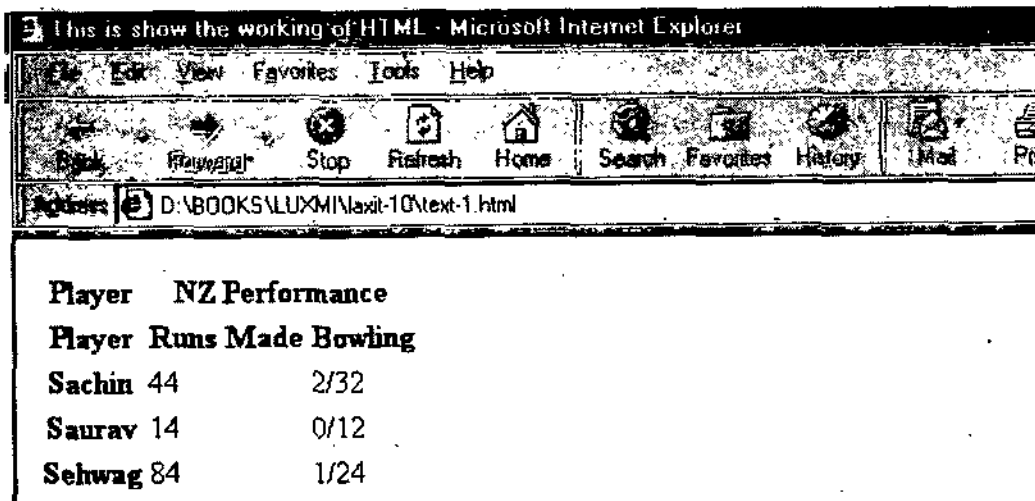 This is show the working of HTML - Microsoft Internet Explorer
File Edit View Favorites Tools Help
Back Forward Stop Refresh Home Search Favorites History Mail
Address D:\BOOKS\LUXMI\laxit-10\text-1.html
Player NZ Performance
Player Runs Made Bowling
Sachin 44 2/32
Saurav 14 0/12
Sehwag 84 1/24